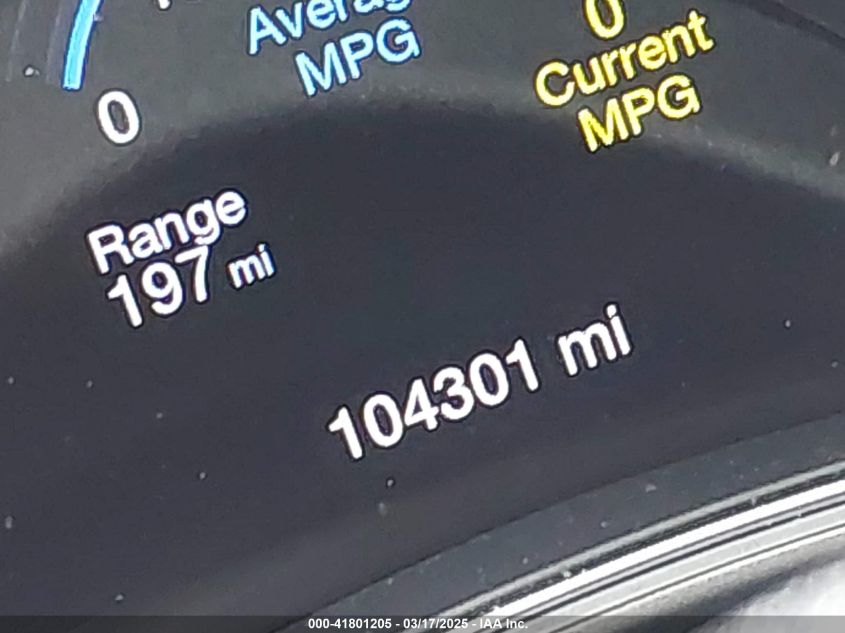 Average
MPG
0
Current
MPG
0
Range
197 mi
104301 mi
000-41801205 - 03/17/2025 - IAA Inc.